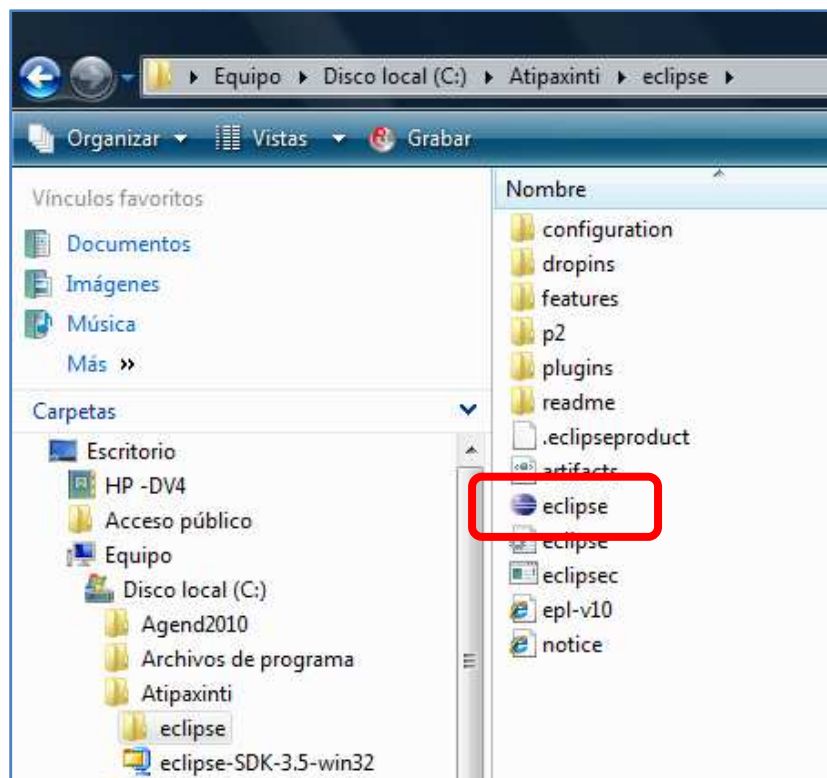 Equipo Disco local (C:) Atipaxinti eclipse
Organizar Vistas Grabar
Vínculos favoritos
Documentos
Imágenes
Música
Más »
Carpetas
Escritorio
HP -DV4
Acceso público
Equipo
Disco local (C:)
Agend2010
Archivos de programa
Atipaxinti
eclipse
eclipse-SDK-3.5-win32
Nombre
configuration
dropins
features
p2
plugins
readme
.eclipseproduct
artifacts
eclipse
eclipse
eclipsec
epl-v10
notice